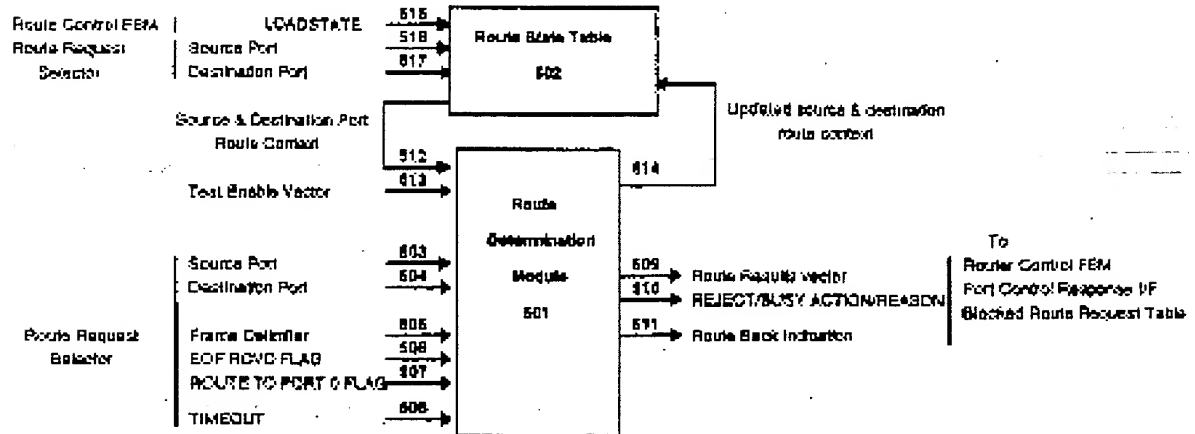 Route Control FSM
LOADSTATE
515
Route Request
Selector
Source Port
516
Destination Port
517
Route State Table
502
Source & Destination Port
Route Context
512
Test Enable Vector
513
Updated source & destination
route context
514
Route
Determination
Module
501
Source Port
503
Destination Port
504
Route Request
Selector
Frame Delimiter
505
EOF RCVD FLAG
506
ROUTE TO PORT 0 FLAG
507
TIMEOUT
508
509
Route Results Vector
510
REJECT/BUSY ACTION/REASON
511
Route Back Indication
To
Router Control FSM
Port Control Response I/F
Blocked Route Request Table